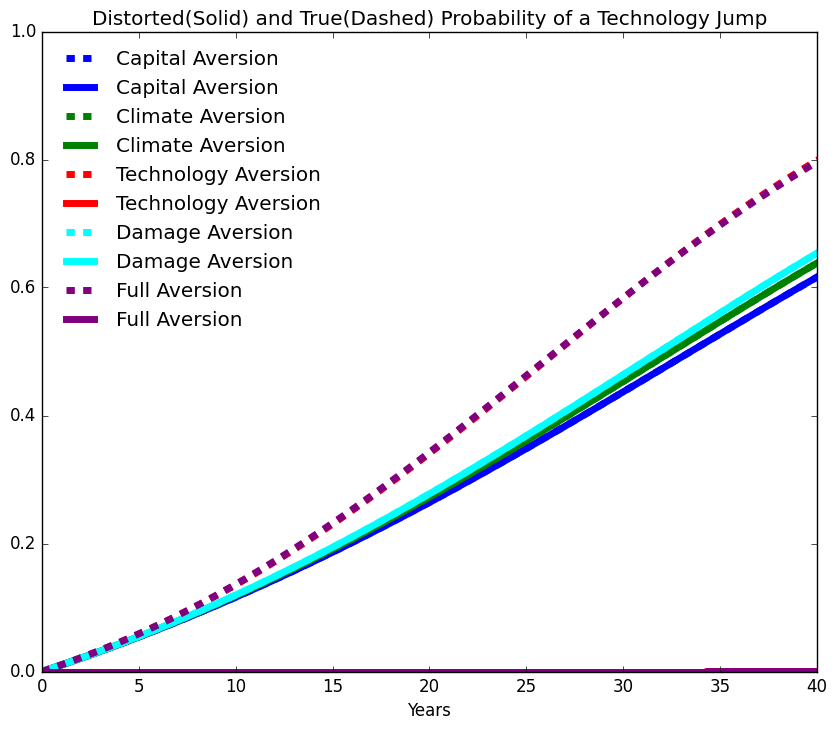 Distorted(Solid) and True(Dashed) Probability of a Technology Jump
1.0
0.8
0.6
0.4
0.2
0.0
Capital Aversion
Capital Aversion
Climate Aversion
Climate Aversion
Technology Aversion
Technology Aversion
Damage Aversion
Damage Aversion
Full Aversion
Full Aversion
0 5 10 15 20 25 30 35 40
Years